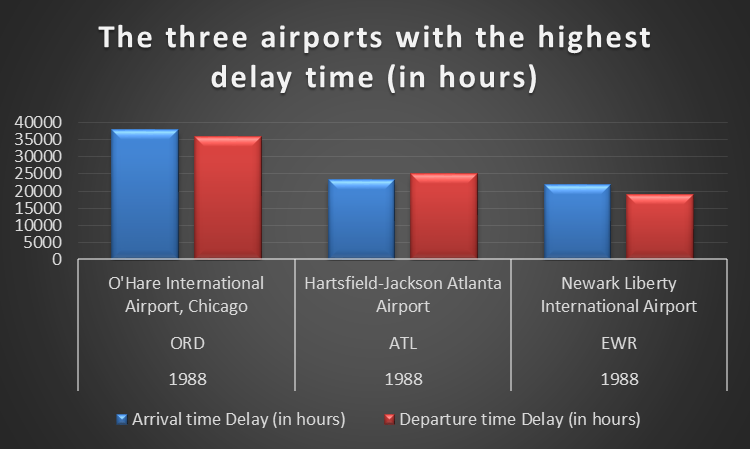 The three airports with the highest
delay time (in hours)
40000
35000
30000
25000
20000
15000
10000
5000
0
O'Hare International
Airport, Chicago
Hartsfield-Jackson Atlanta
Airport
Newark Liberty
International Airport
ORD
ATL
EWR
1988
1988
1988
Arrival time Delay (in hours)
Departure time Delay (in hours)